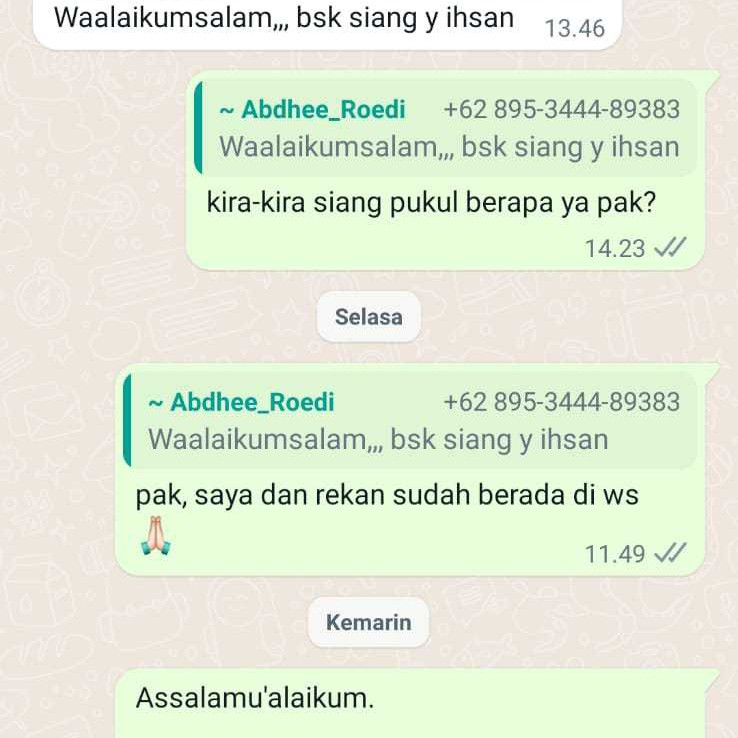 Waalaikumsalam,,, bsk siang y ihsan 13.46
~ Abdhee_Roedi +62 895-3444-89383
Waalaikumsalam,,, bsk siang y ihsan
kira-kira siang pukul berapa ya pak?
14.23
Selasa
~ Abdhee_Roedi +62 895-3444-89383
Waalaikumsalam,,, bsk siang y ihsan
pak, saya dan rekan sudah berada di ws
🙏🏻
11.49
Kemarin
Assalamu'alaikum.